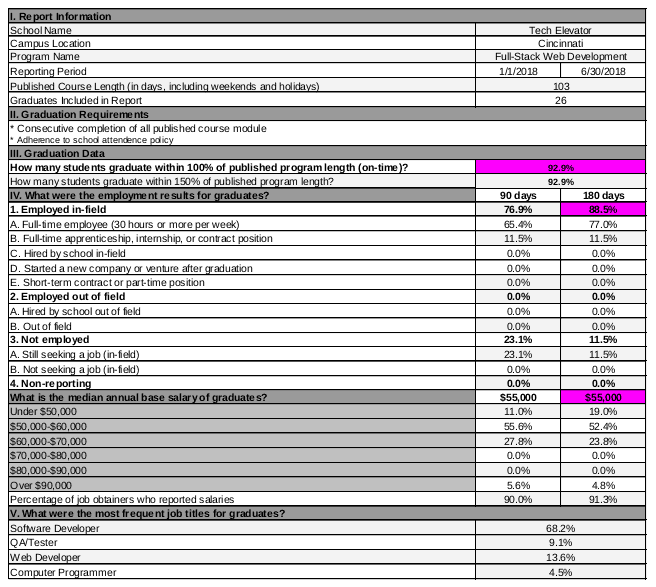 I. Report Information
School Name Tech Elevator
Campus Location Cincinnati
Program Name Full-Stack Web Development
Reporting Period 1/1/2018 6/30/2018
Published Course Length (in days, including weekends and holidays) 103
Graduates Included in Report 26
II. Graduation Requirements
* Consecutive completion of all published course module
* Adherence to school attendence policy
III. Graduation Data
How many students graduate within 100% of published program length (on-time)? 92.9%
How many students graduate within 150% of published program length? 92.9%
IV. What were the employment results for graduates? 90 days 180 days
1. Employed in-field 76.9% 88.5%
A. Full-time employee (30 hours or more per week) 65.4% 77.0%
B. Full-time apprenticeship, internship, or contract position 11.5% 11.5%
C. Hired by school in-field 0.0% 0.0%
D. Started a new company or venture after graduation 0.0% 0.0%
E. Short-term contract or part-time position 0.0% 0.0%
2. Employed out of field 0.0% 0.0%
A. Hired by school out of field 0.0% 0.0%
B. Out of field 0.0% 0.0%
3. Not employed 23.1% 11.5%
A. Still seeking a job (in-field) 23.1% 11.5%
B. Not seeking a job (in-field) 0.0% 0.0%
4. Non-reporting 0.0% 0.0%
What is the median annual base salary of graduates? $55,000 $55,000
Under $50,000 11.0% 19.0%
$50,000-$60,000 55.6% 52.4%
$60,000-$70,000 27.8% 23.8%
$70,000-$80,000 0.0% 0.0%
$80,000-$90,000 0.0% 0.0%
Over $90,000 5.6% 4.8%
Percentage of job obtainers who reported salaries 90.0% 91.3%
V. What were the most frequent job titles for graduates?
Software Developer 68.2%
QA/Tester 9.1%
Web Developer 13.6%
Computer Programmer 4.5%